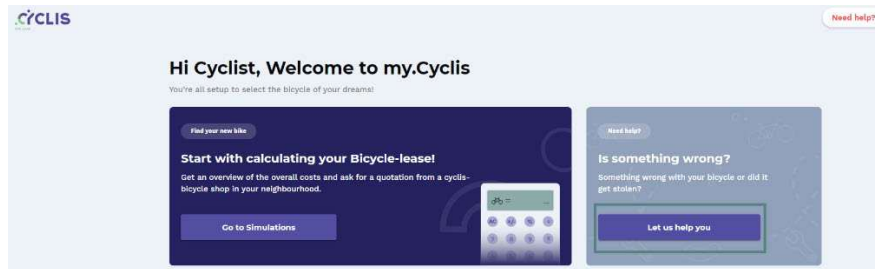 CYCLIS
Need help?
Hi Cyclist, Welcome to my.Cyclis
You're all setup to select the bicycle of your dreams!
Find your new bike
Start with calculating your Bicycle-lease!
Get an overview of the overall costs and ask for a quotation from a cyclis-
bicycle shop in your neighbourhood.
Go to Simulations
Need help?
Is something wrong?
Something wrong with your bicycle or did it
get stolen?
Let us help you